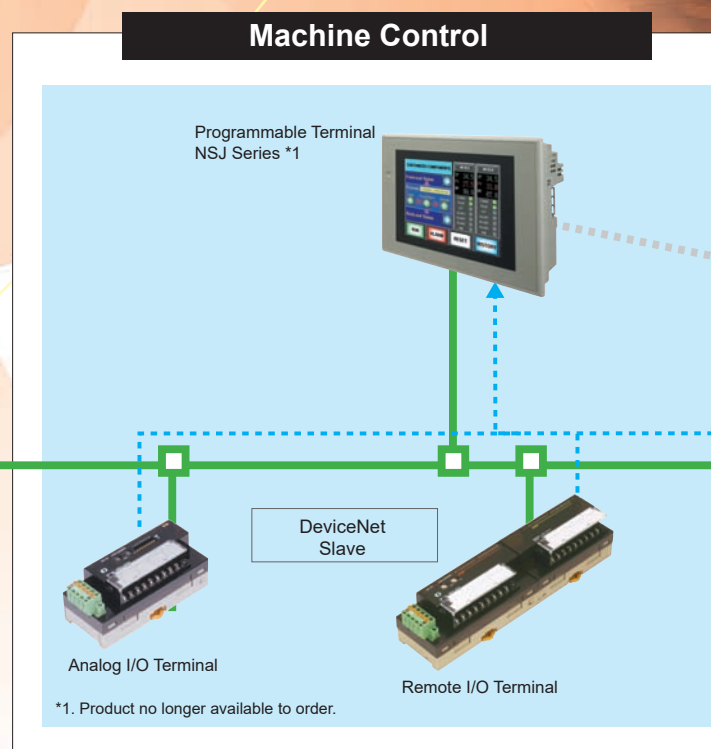 Machine Control
Programmable Terminal
NSJ Series *1
RESET
DeviceNet
Slave
Analog I/O Terminal
Remote I/O Terminal
*1. Product no longer available to order.